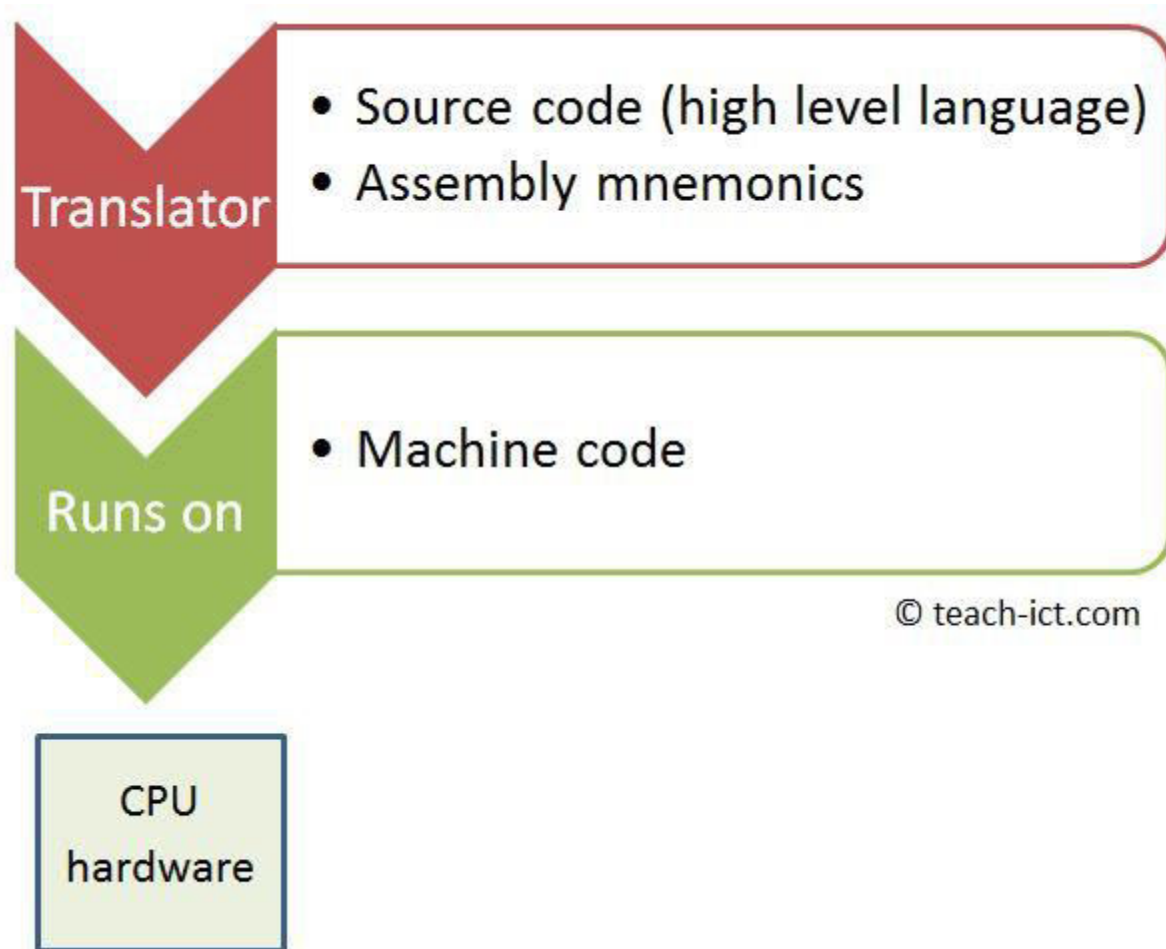 Translator
• Source code (high level language)
• Assembly mnemonics
Runs on
• Machine code
© teach-ict.com
CPU
hardware